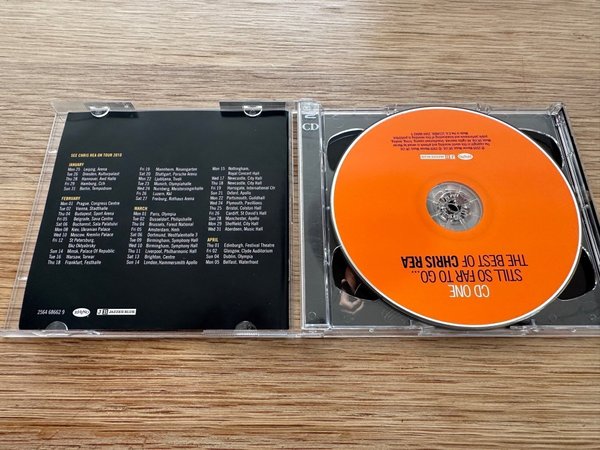 SEE CHRIS REA ON TOUR 2010
JANUARY
Mon 25 Leipzig, Arena
Tue 26 Dresden, Kulturpalast
Thu 28 Hannover, Awd Halle
Fri 29 Hamburg, Cch
Sun 31 Berlin, Tempodrom
FEBRUARY
Mon 01 Prague, Congress Centre
Tue 02 Vienna, Stadthalle
Thu 04 Budapest, Sport Arena
Fri 05 Belgrade, Sava Centre
Sat 06 Bucharest, Sala Palatului
Mon 08 Kiev, Ukrainian Palace
Wed 10 Moscow, Kremlin Palace
Fri 12 St Petersburg,
Sun 14 Minsk, Palace Of Republic
Tue 16 Warsaw, Torwar
Thu 18 Frankfurt, Festhalle
Fri 19 Mannheim, Rosengarten
Sat 20 Stuttgart, Porsche Arena
Mon 22 Ljubljana, Tivoli
Tue 23 Munich, Olympiahalle
Wed 24 Nurnberg, Meistersingerhalle
Fri 26 Luzern, Kkl
Sat 27 Freiburg, Rothaus Arena
MARCH
Mon 01 Paris, Olympia
Tue 02 Dusseldorf, Philipshalle
Thu 04 Brussels, Forest National
Fri 05 Amsterdam, Hmh
Sat 06 Dortmund, Westfalenhalle
Tue 09 Birmingham, Symphony Hall
Wed 10 Birmingham, Symphony Hall
Thu 11 Liverpool, Philharmonic Hall
Sat 13 Brighton, Centre
Sun 14 London, Hammersmith Apollo
Mon 15 Nottingham,
Royal Concert Hall
Wed 17 Newcastle, City Hall
Thu 18 Newcastle, City Hall
Sun 21 Oxford, Apollo
Mon 22 Portsmouth, Guildhall
Wed 24 Plymouth, Pavilions
Thu 25 Bristol, Colston Hall
Fri 26 Cardiff, St David's Hall
Sun 28 Manchester, Apollo
Mon 29 Sheffield, City Hall
Wed 31 Aberdeen, Music Hall
APRIL
Thu 01 Edinburgh, Festival Theatre
Fri 02 Glasgow, Clyde Auditorium
Sun 04 Dublin, Olympia
Mon 05 Belfast, Waterfront
2564 68662 9
rhino
JAZZEE BLUE
CD
CD ONE
STILL SO FAR TO GO...
THE BEST OF CHRIS REA